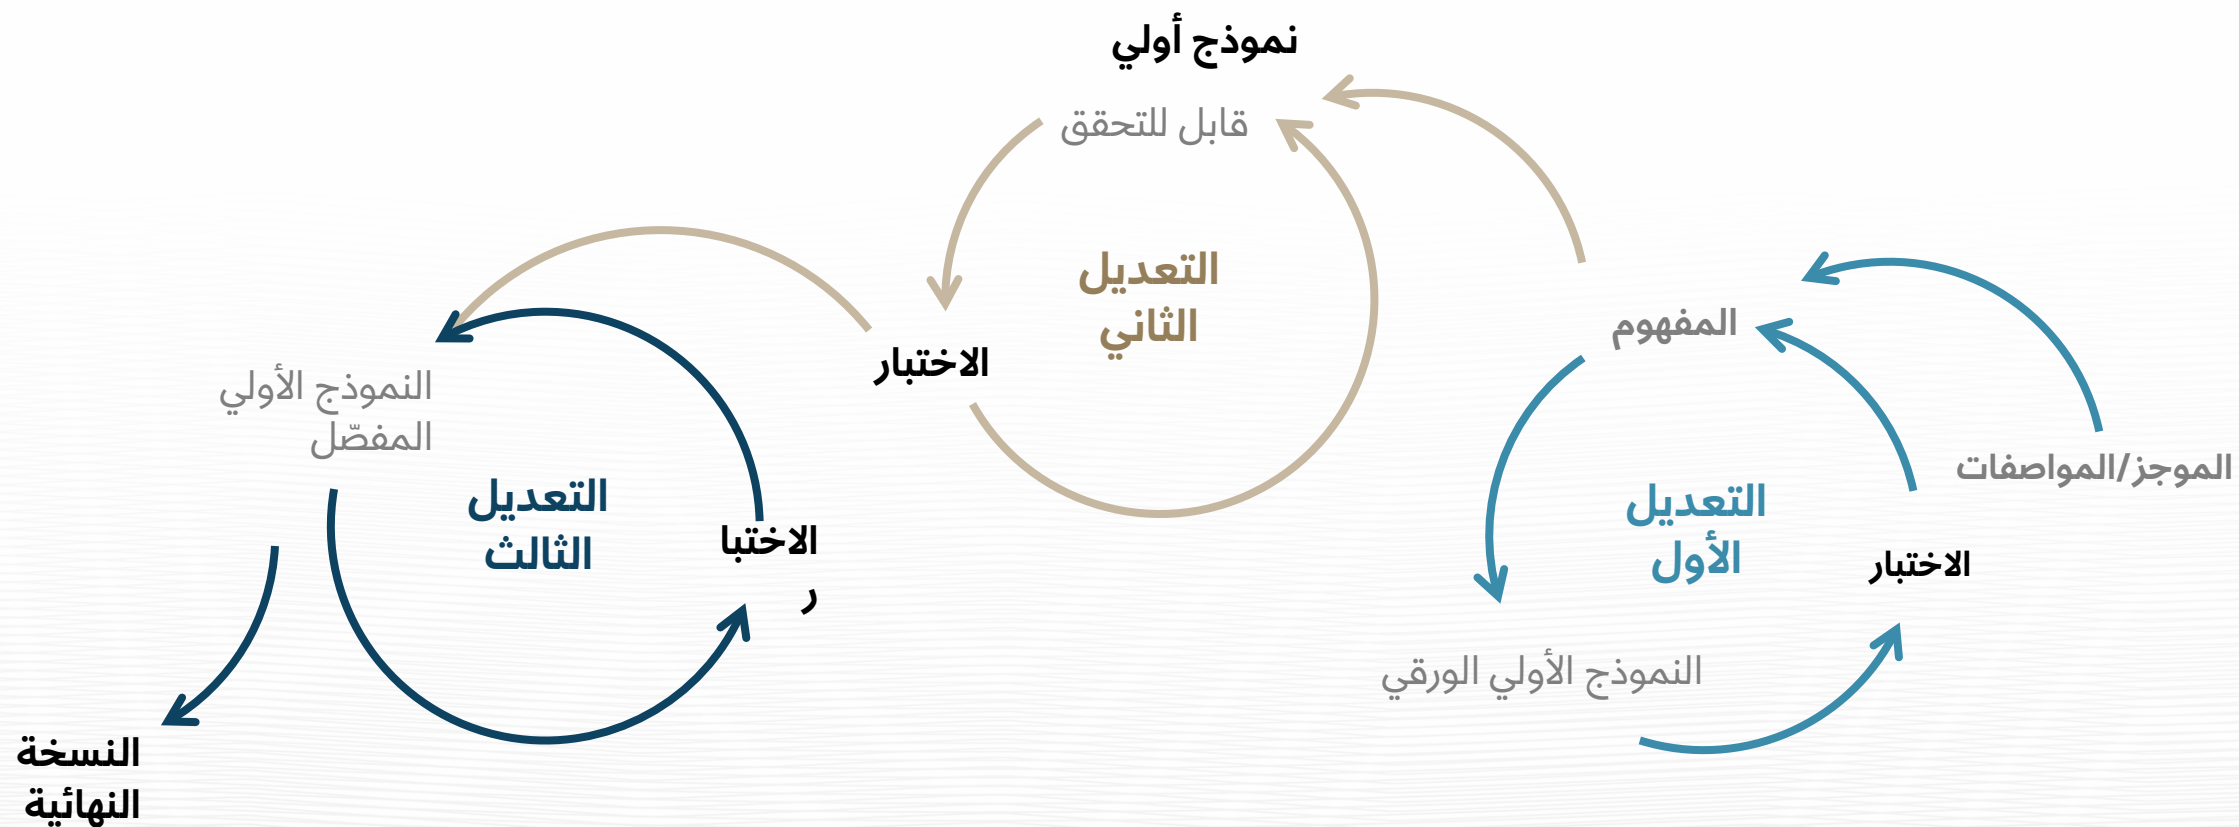 نموذج أولي
قابل للتحقق
الموجز/المواصفات
المفهوم
التعديل
الأول
الاختبار
النموذج الأولي الورقي
التعديل
الثاني
الاختبار
النموذج الأولي
المفصّل
التعديل
الثالث
الاختبا
ر
النسخة
النهائية